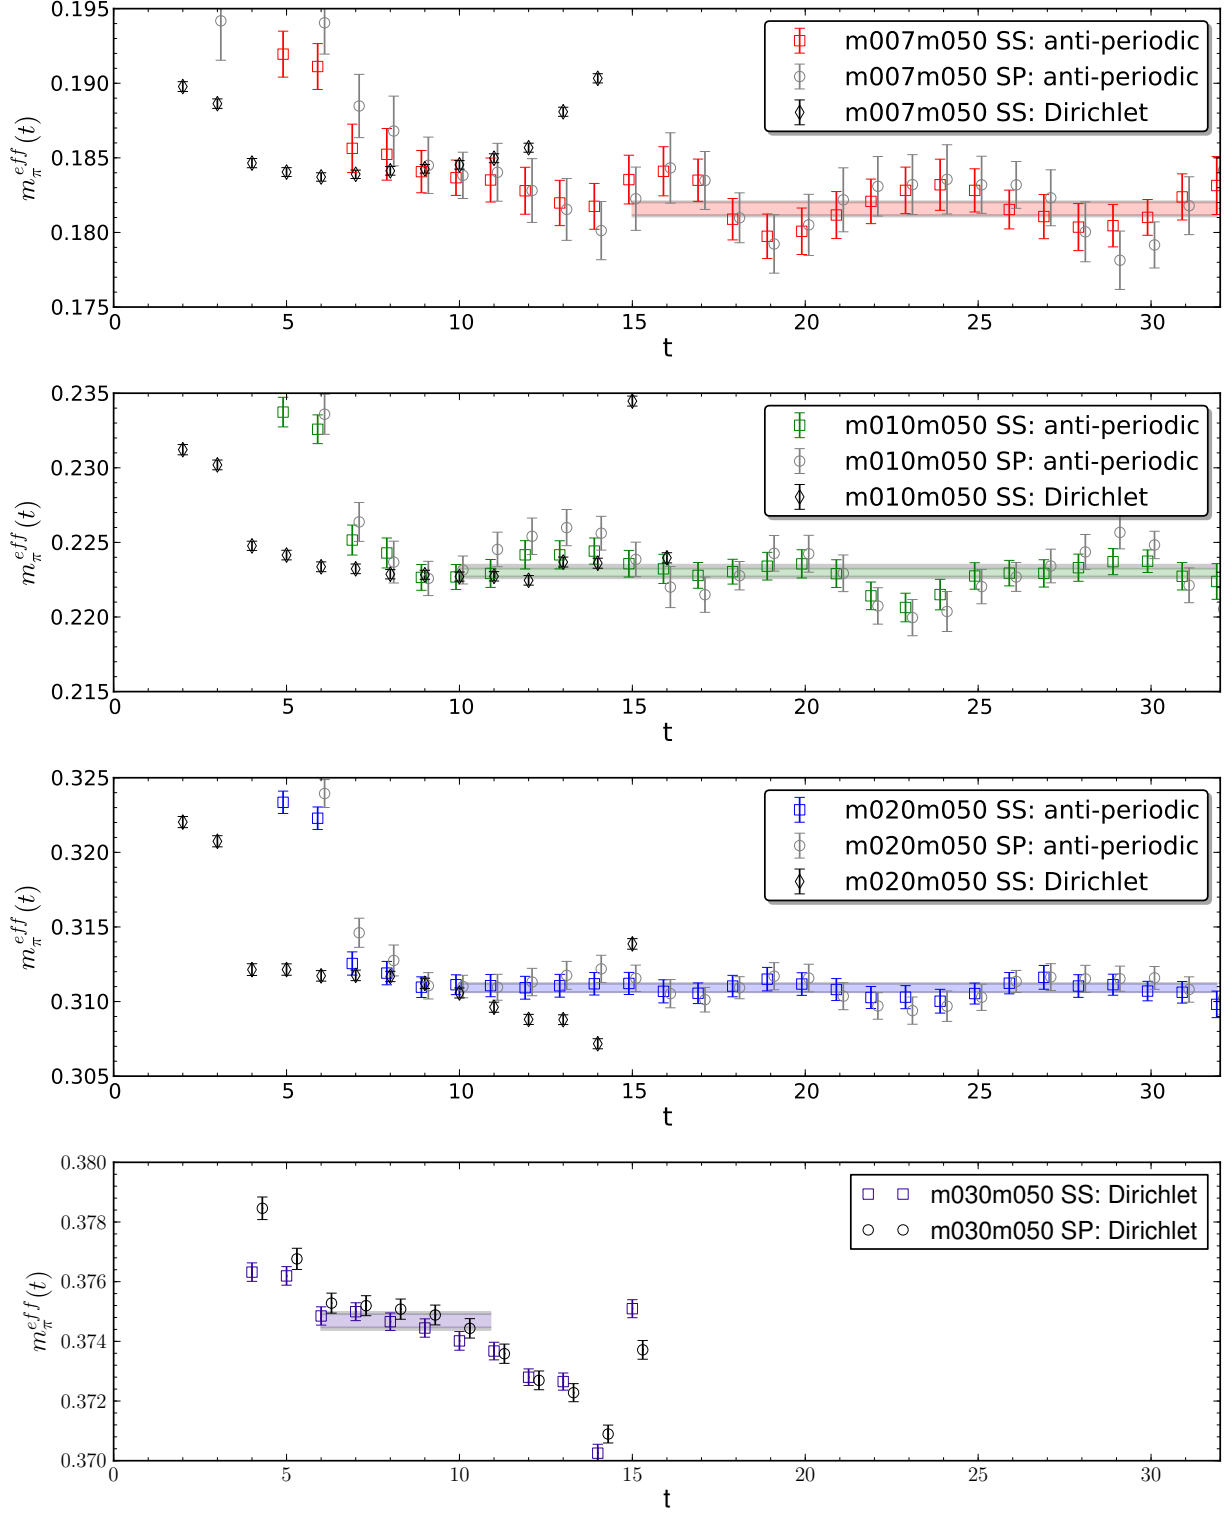 0.195
0.190
0.185
0.180
0.175
m_π^{eff}(t)
m007m050 SS: anti-periodic
m007m050 SP: anti-periodic
m007m050 SS: Dirichlet
0 5 10 15 20 25 30
t
0.235
0.230
0.225
0.220
0.215
m_π^{eff}(t)
m010m050 SS: anti-periodic
m010m050 SP: anti-periodic
m010m050 SS: Dirichlet
0 5 10 15 20 25 30
t
0.325
0.320
0.315
0.310
0.305
m_π^{eff}(t)
m020m050 SS: anti-periodic
m020m050 SP: anti-periodic
m020m050 SS: Dirichlet
0 5 10 15 20 25 30
t
0.380
0.378
0.376
0.374
0.372
0.370
m_π^{eff}(t)
m030m050 SS: Dirichlet
m030m050 SP: Dirichlet
0 5 10 15 20 25 30
t